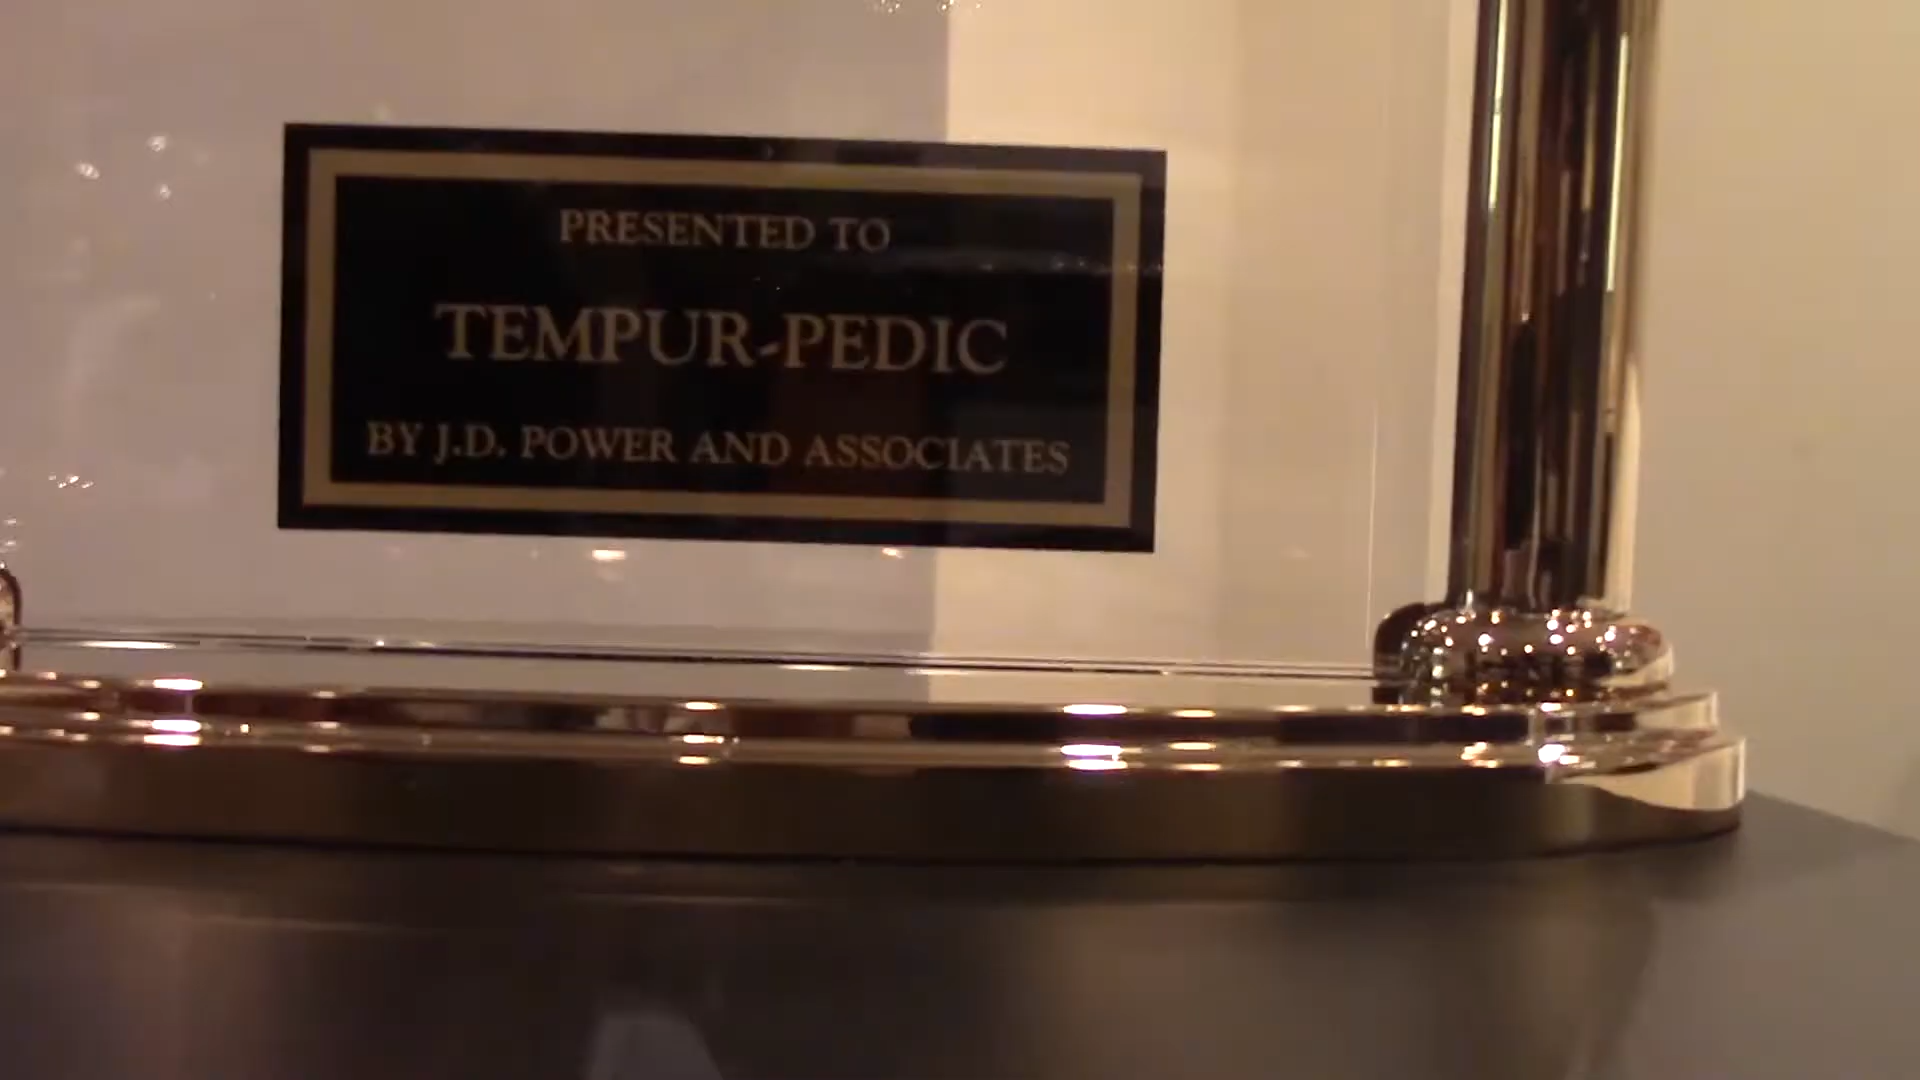 PRESENTED TO
TEMPUR-PEDIC
BY J.D. POWER AND ASSOCIATES